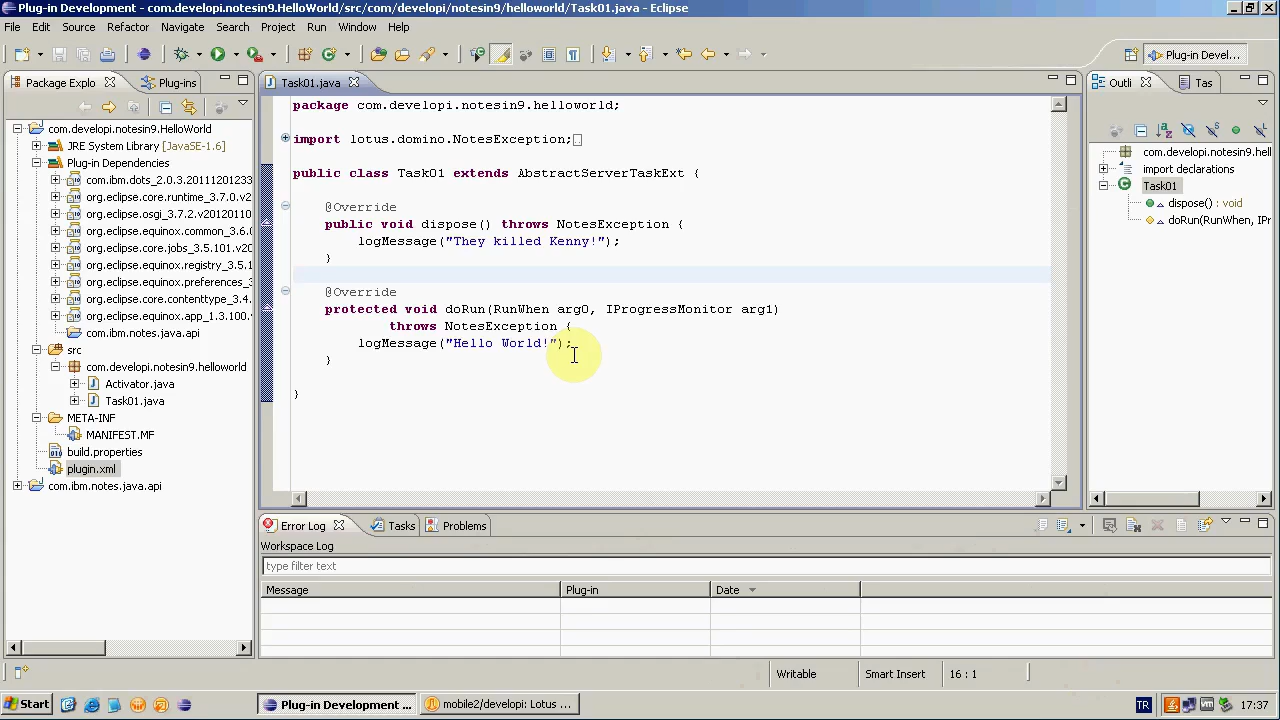 Plug-in Development - com.developi.notesin9.HelloWorld/src/com/developi/notesin9/helloworld/Task01.java - Eclipse
File Edit Source Refactor Navigate Search Project Run Window Help
Plug-in Devel...
Package Explo
Plug-ins
com.developi.notesin9.HelloWorld
JRE System Library [JavaSE-1.6]
Plug-in Dependencies
com.ibm.dots_2.0.3.20111201233
org.eclipse.core.runtime_3.7.0.v2
org.eclipse.osgi_3.7.2.v20120110
org.eclipse.equinox.common_3.6.0
org.eclipse.core.jobs_3.5.101.v20
org.eclipse.equinox.registry_3.5.1
org.eclipse.equinox.preferences_3
org.eclipse.core.contenttype_3.4.
org.eclipse.equinox.app_1.3.100.
com.ibm.notes.java.api
src
com.developi.notesin9.helloworld
Activator.java
Task01.java
META-INF
MANIFEST.MF
build.properties
plugin.xml
com.ibm.notes.java.api
Task01.java
package com.developi.notesin9.helloworld;
import lotus.domino.NotesException;
public class Task01 extends AbstractServerTaskExt {
@Override
public void dispose() throws NotesException {
logMessage("They killed Kenny!");
}
@Override
protected void doRun(RunWhen arg0, IProgressMonitor arg1)
throws NotesException {
logMessage("Hello World!");
}
}
Outli
Tas
com.developi.notesin9.hell
import declarations
Task01
dispose() : void
doRun(RunWhen, IPr
Error Log
Tasks
Problems
Workspace Log
type filter text
Message Plug-in Date
Writable Smart Insert 16 : 1
Start
Plug-in Development ...
mobile2/developi: Lotus ...
TR
17:37